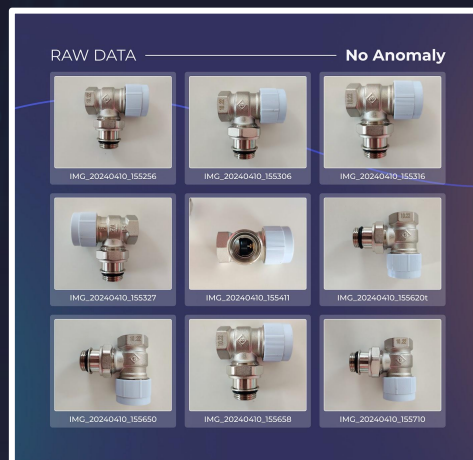 RAW DATA No Anomaly
IMG_20240410_155256 IMG_20240410_155306 IMG_20240410_155316
IMG_20240410_155327 IMG_20240410_155411 IMG_20240410_155620t
IMG_20240410_155650 IMG_20240410_155658 IMG_20240410_155710